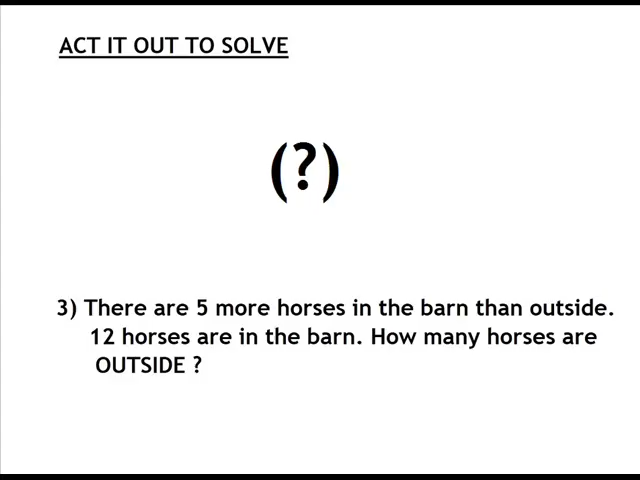 ACT IT OUT TO SOLVE
(?)
3) There are 5 more horses in the barn than outside.
12 horses are in the barn. How many horses are
OUTSIDE ?